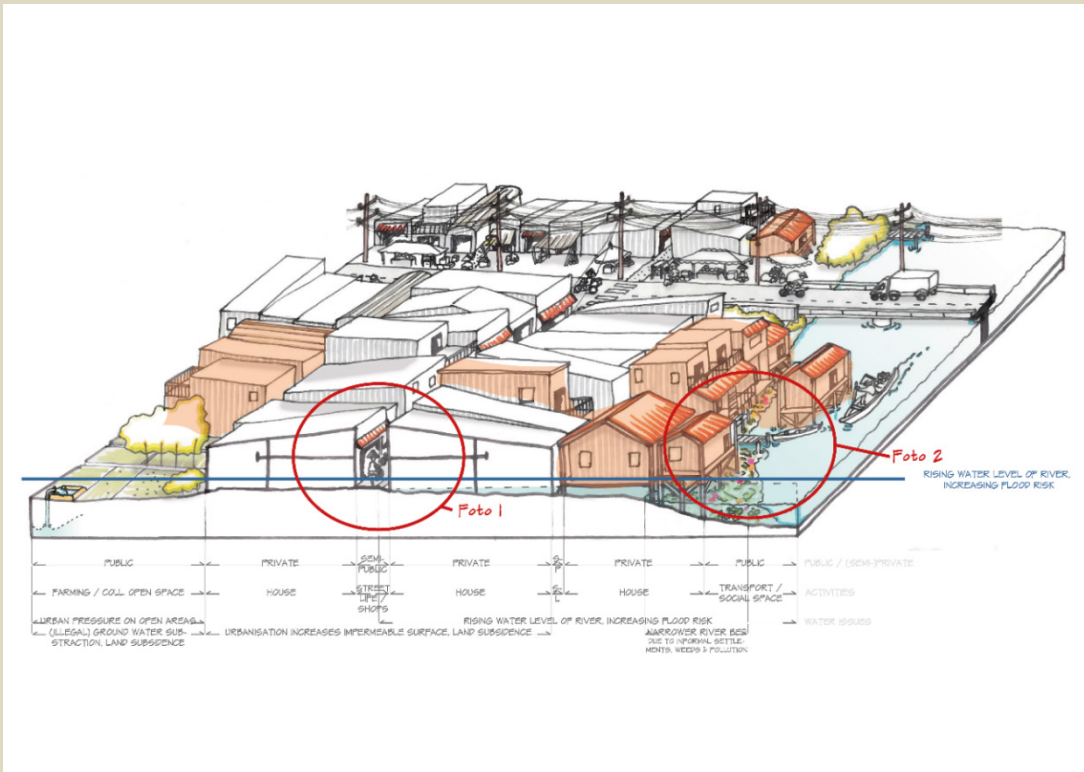 Foto 2
RISING WATER LEVEL OF RIVER,
INCREASING FLOOD RISK
Foto 1
PUBLIC
PRIVATE
SEMI-
PUBLIC
PRIVATE
S
P
PRIVATE
PUBLIC
PUBLIC / (SEMI-)PRIVATE
FARMING / COLL OPEN SPACE
HOUSE
STREET
LIFE /
SHOPS
HOUSE
S
L
HOUSE
TRANSPORT /
SOCIAL SPACE
ACTIVITIES
URBAN PRESSURE ON OPEN AREAS
(ILLEGAL) GROUND WATER SUB-
STRACTION, LAND SUBSIDENCE
URBANISATION INCREASES IMPERMEABLE SURFACE, LAND SUBSIDENCE
RISING WATER LEVEL OF RIVER, INCREASING FLOOD RISK
NARROWER RIVER BED
DUE TO INFORMAL SETTLE-
MENTS, WEEDS & POLLUTION
WATER ISSUES